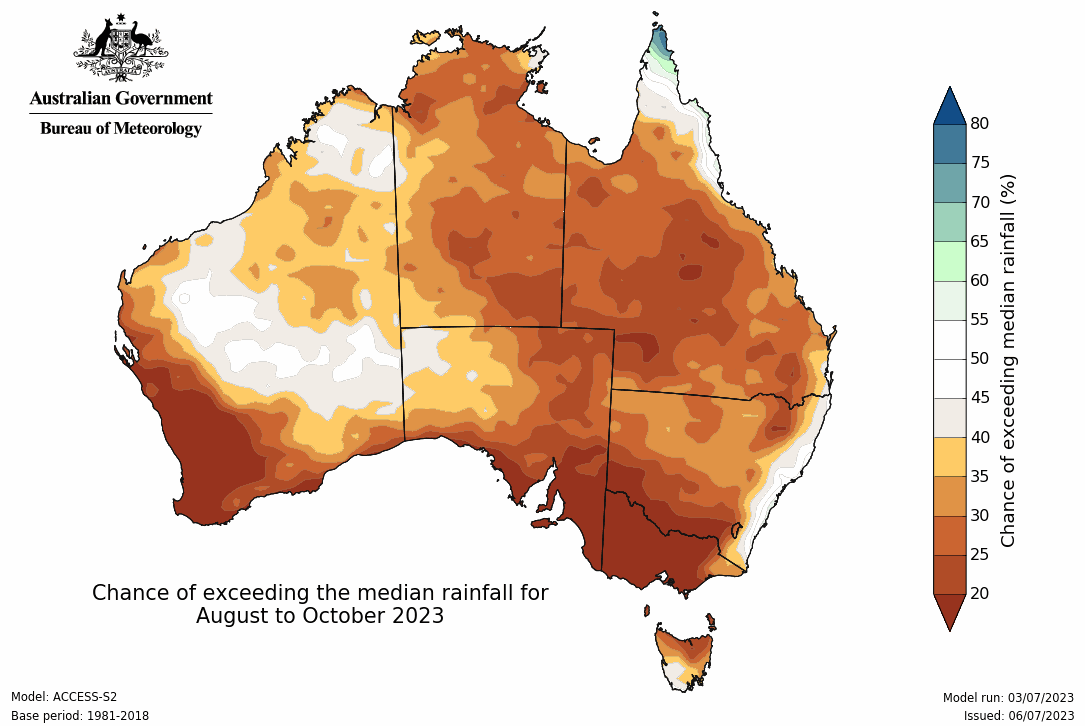 Australian Government
Bureau of Meteorology
80
75
70
65
60
55
50
45
40
35
30
25
20
Chance of exceeding median rainfall (%)
Chance of exceeding the median rainfall for
August to October 2023
Model: ACCESS-S2
Base period: 1981-2018
Model run: 03/07/2023
Issued: 06/07/2023